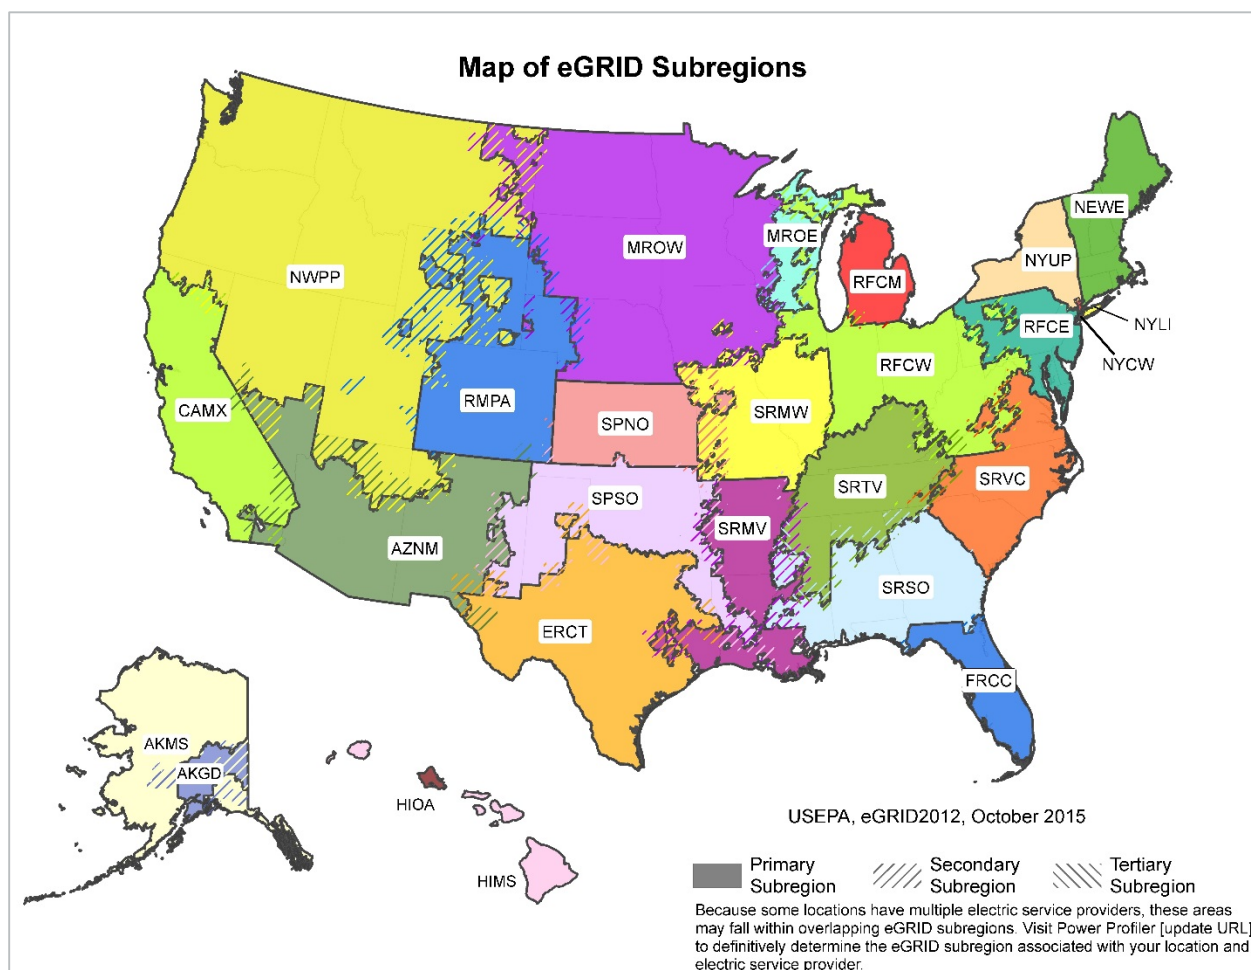 Map of eGRID Subregions
NEWE
MROE
MROW
NYUP
NWPP
RFCM
NYLI
RFCE
NYCW
RFCW
CAMX
RMPA
SRMW
SPNO
SRTV
SRVC
SPSO
SRMV
AZNM
SRSO
ERCT
FRCC
AKMS
AKGD
HIOA
HIMS
USEPA, eGRID2012, October 2015
Primary
Subregion
Secondary
Subregion
Tertiary
Subregion
Because some locations have multiple electric service providers, these areas
may fall within overlapping eGRID subregions. Visit Power Profiler [update URL]
to definitively determine the eGRID subregion associated with your location and
electric service provider.